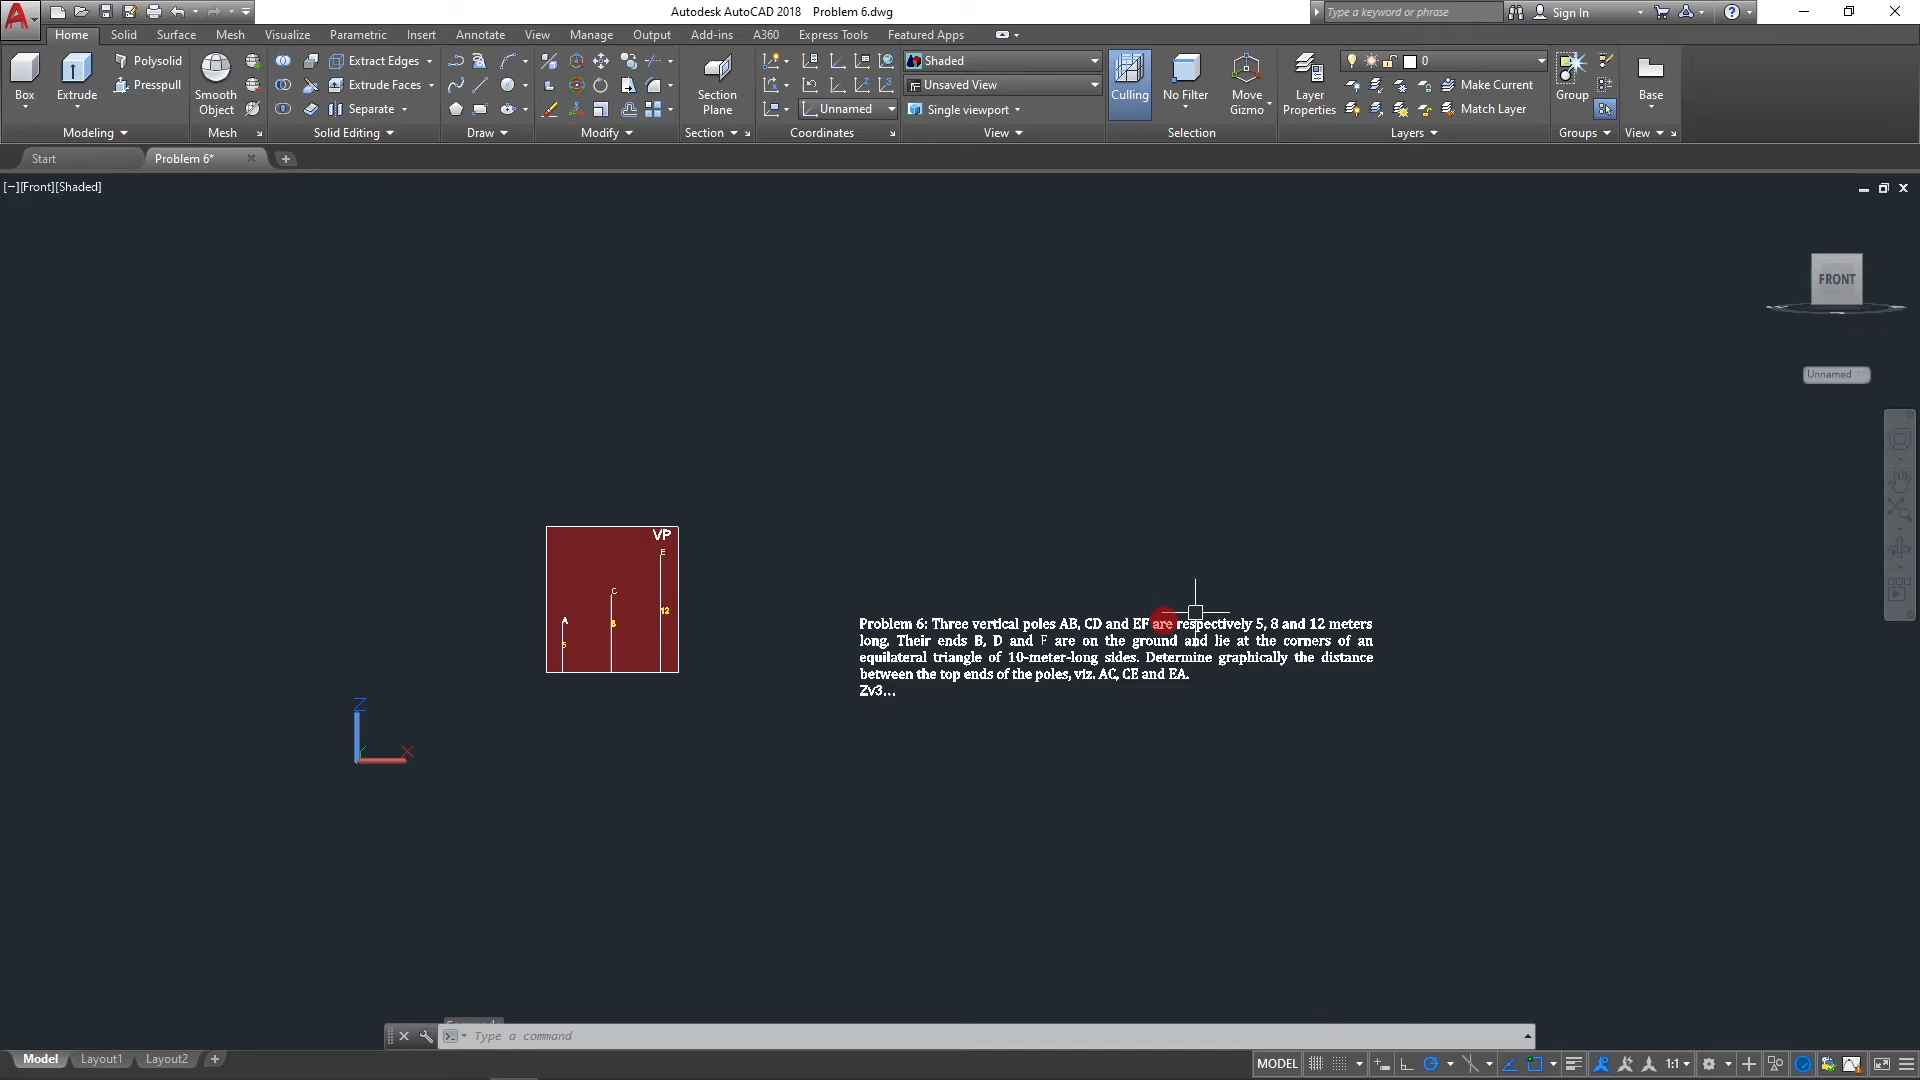 Autodesk AutoCAD 2018 Problem 6.dwg
Type a keyword or phrase
Sign In
Home Solid Surface Mesh Visualize Parametric Insert Annotate View Manage Output Add-ins A360 Express Tools Featured Apps
Polysolid
Extract Edges
Shaded
0
Presspull
Extrude Faces
Unsaved View
Make Current
Box
Extrude
Smooth
Object
Separate
Section
Plane
Unnamed
Single viewport
Culling
No Filter
Move
Gizmo
Layer
Properties
Match Layer
Group
Base
Modeling
Mesh
Solid Editing
Draw
Modify
Section
Coordinates
View
Selection
Layers
Groups
View
Start
Problem 6*
[−][Front][Shaded]
FRONT
Unnamed
VP
E
C
12
A
8
5
Problem 6: Three vertical poles AB, CD and EF are respectively 5, 8 and 12 meters
long. Their ends B, D and F are on the ground and lie at the corners of an
equilateral triangle of 10-meter-long sides. Determine graphically the distance
between the top ends of the poles, viz. AC, CE and EA.
Zv3...
Z
X
Type a command
Model
Layout1
Layout2
MODEL
1:1